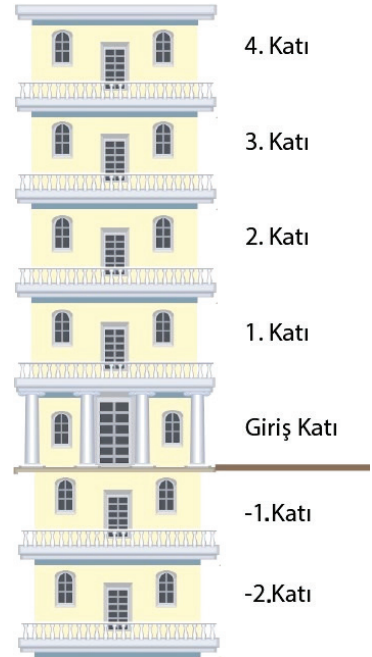 4. Katı
3. Katı
2. Katı
1. Katı
Giriş Katı
-1.Katı
-2.Katı